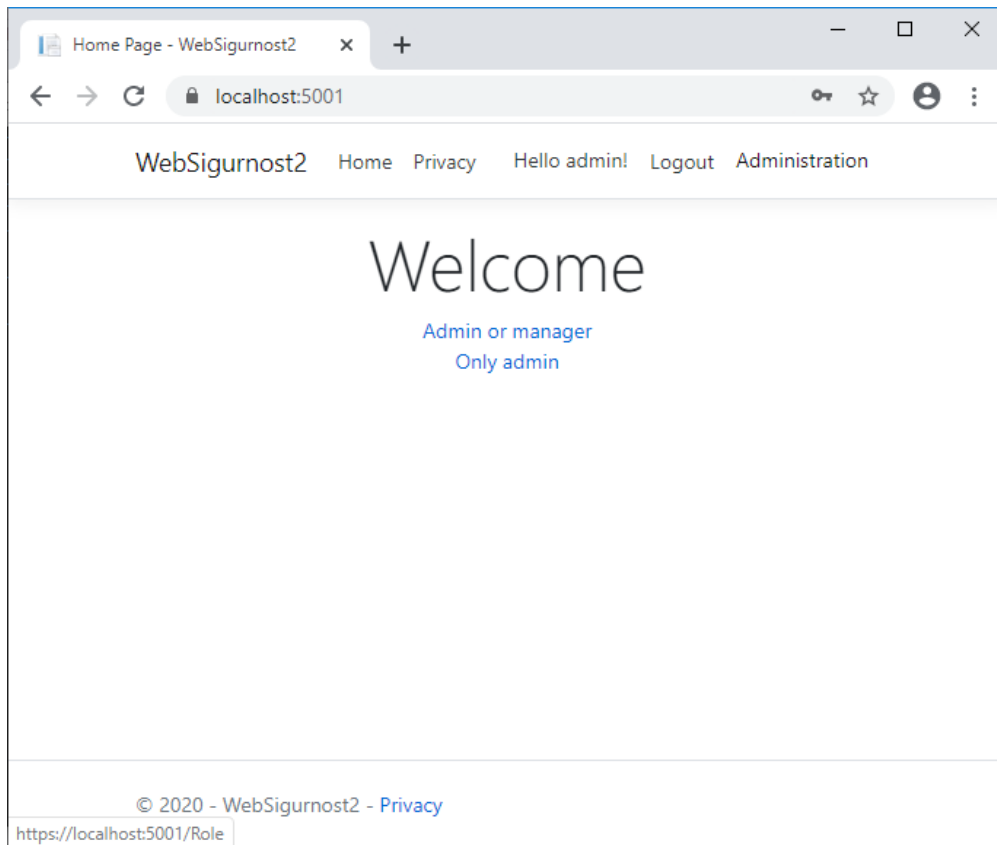 Home Page - WebSigurnost2
localhost:5001
WebSigurnost2 Home Privacy Hello admin! Logout Administration
Welcome
Admin or manager
Only admin
© 2020 - WebSigurnost2 - Privacy
https://localhost:5001/Role